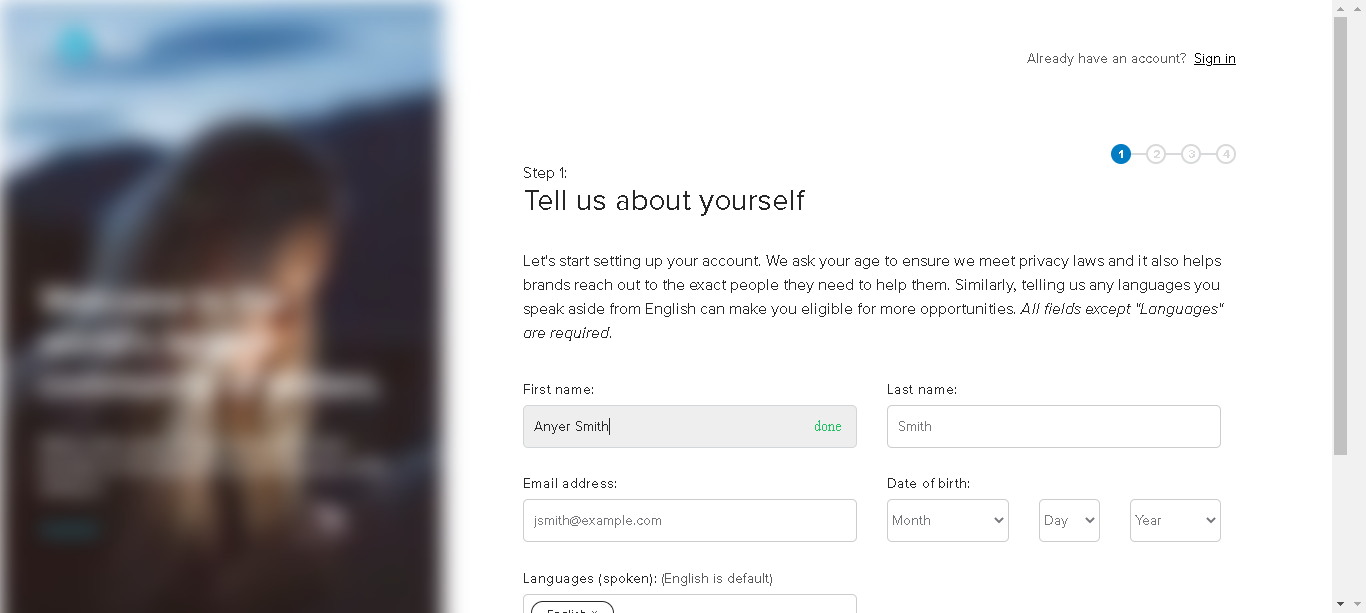 Already have an account? Sign in
1 2 3 4
Step 1:
Tell us about yourself
Let's start setting up your account. We ask your age to ensure we meet privacy laws and it also helps
brands reach out to the exact people they need to help them. Similarly, telling us any languages you
speak aside from English can make you eligible for more opportunities. All fields except "Languages"
are required.
First name: Last name:
Anyer Smith done Smith
Email address: Date of birth:
jsmith@example.com Month Day Year
Languages (spoken): (English is default)
English ×